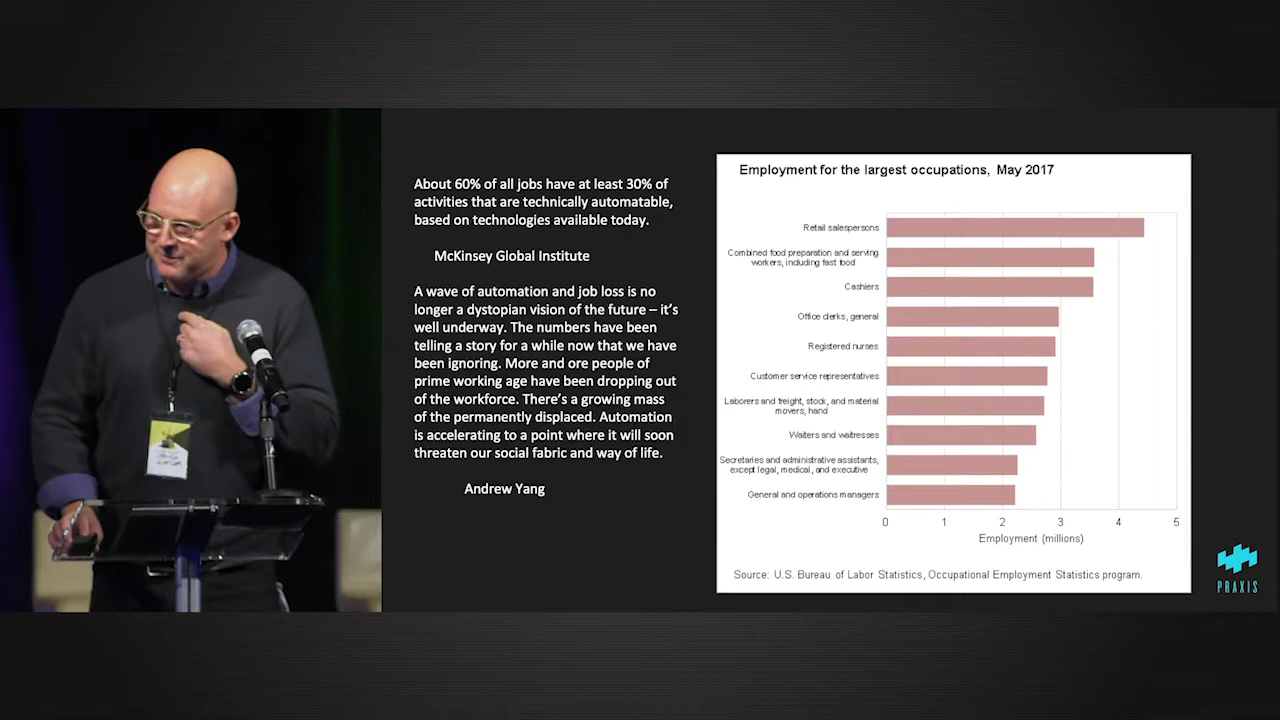 About 60% of all jobs have at least 30% of
activities that are technically automatable,
based on technologies available today.
McKinsey Global Institute
A wave of automation and job loss is no
longer a dystopian vision of the future – it's
well underway. The numbers have been
telling a story for a while now that we have
been ignoring. More and ore people of
prime working age have been dropping out
of the workforce. There's a growing mass
of the permanently displaced. Automation
is accelerating to a point where it will soon
threaten our social fabric and way of life.
Andrew Yang
Employment for the largest occupations, May 2017
Retail salespersons
Combined food preparation and serving
workers, including fast food
Cashiers
Office clerks, general
Registered nurses
Customer service representatives
Laborers and freight, stock, and material
movers, hand
Waiters and waitresses
Secretaries and administrative assistants,
except legal, medical, and executive
General and operations managers
0 1 2 3 4 5
Employment (millions)
Source: U.S. Bureau of Labor Statistics, Occupational Employment Statistics program.
PRAXIS